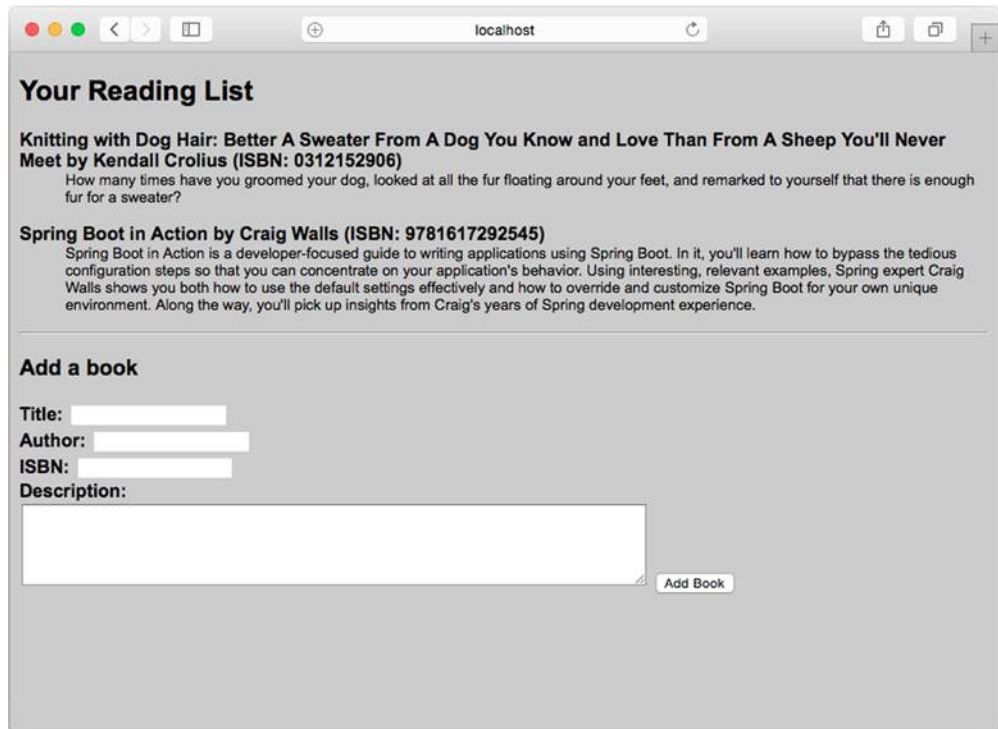 localhost
Your Reading List
Knitting with Dog Hair: Better A Sweater From A Dog You Know and Love Than From A Sheep You'll Never
Meet by Kendall Crolius (ISBN: 0312152906)
How many times have you groomed your dog, looked at all the fur floating around your feet, and remarked to yourself that there is enough
fur for a sweater?
Spring Boot in Action by Craig Walls (ISBN: 9781617292545)
Spring Boot in Action is a developer-focused guide to writing applications using Spring Boot. In it, you'll learn how to bypass the tedious
configuration steps so that you can concentrate on your application's behavior. Using interesting, relevant examples, Spring expert Craig
Walls shows you both how to use the default settings effectively and how to override and customize Spring Boot for your own unique
environment. Along the way, you'll pick up insights from Craig's years of Spring development experience.
Add a book
Title:
Author:
ISBN:
Description:
Add Book